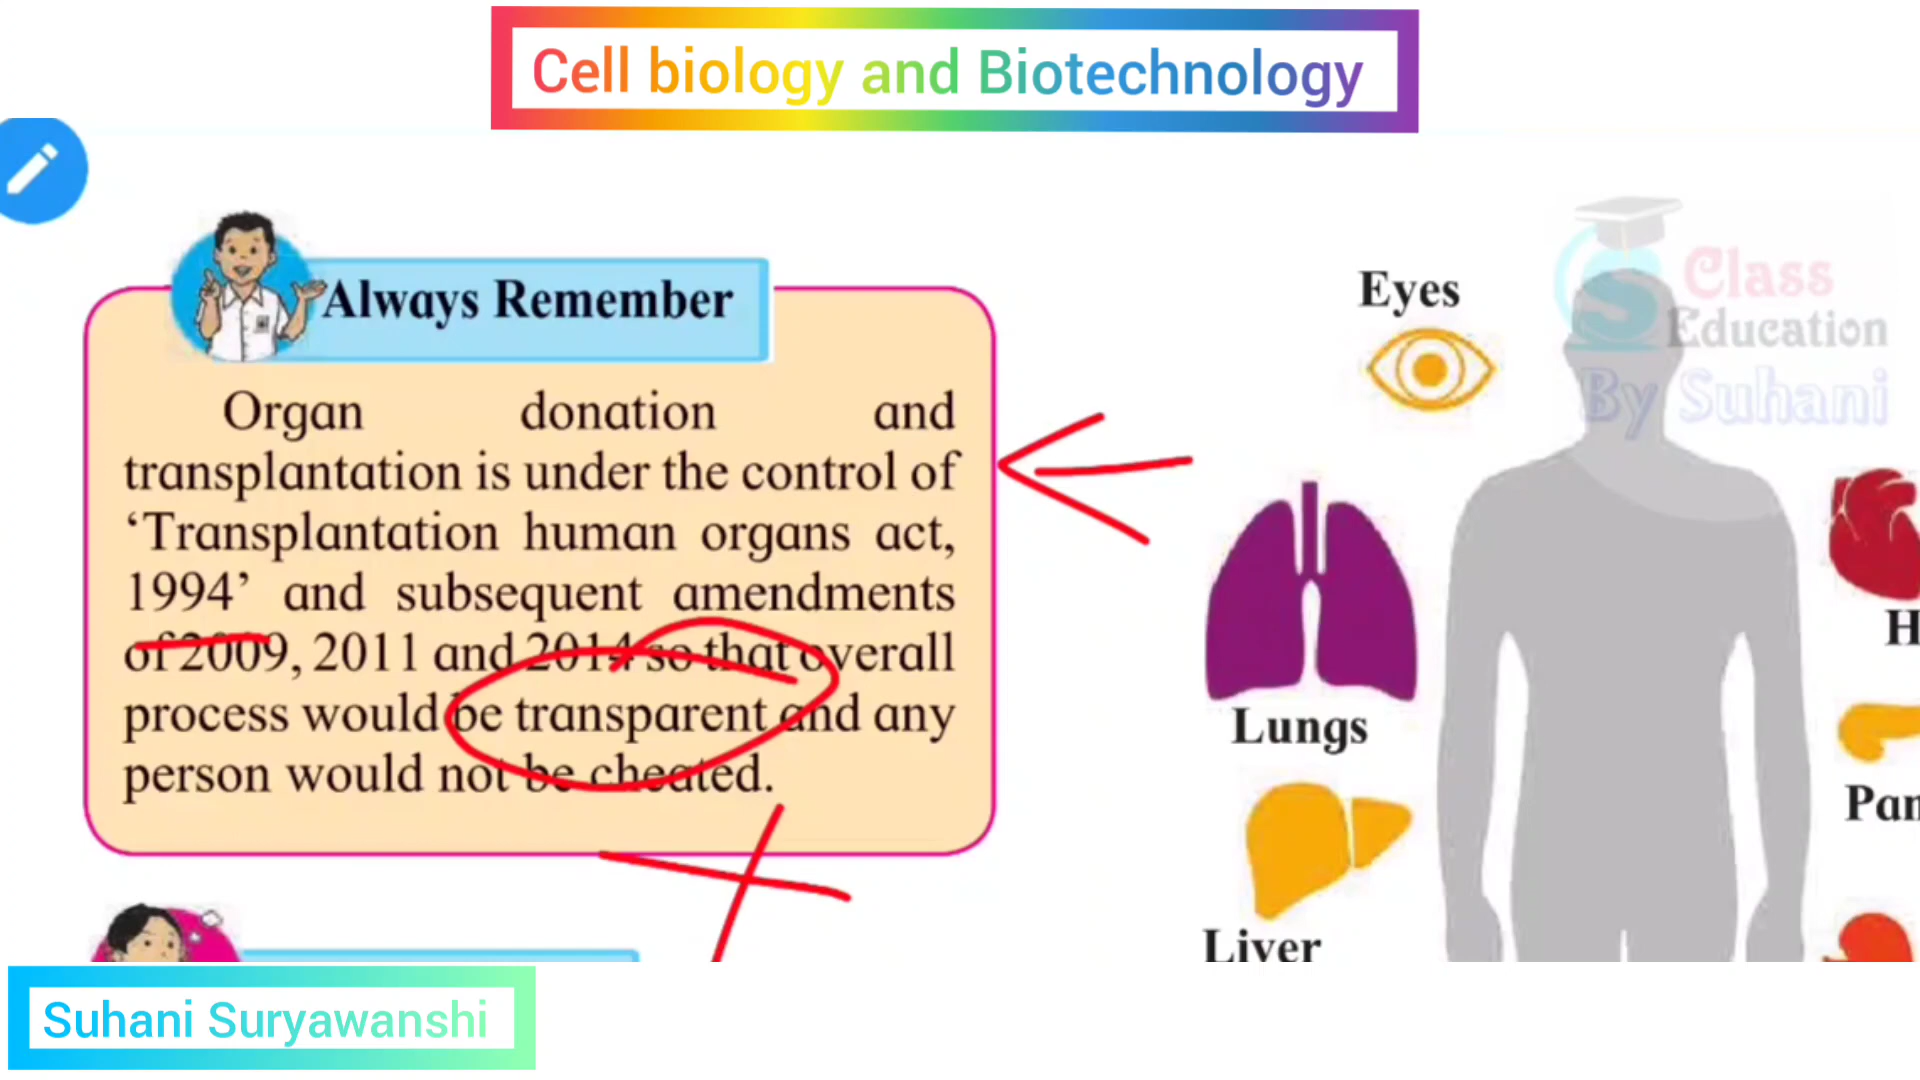 Cell biology and Biotechnology
Always Remember
Organ donation and
transplantation is under the control of
‘Transplantation human organs act,
1994’ and subsequent amendments
of 2009, 2011 and 2014 so that overall
process would be transparent and any
person would not be cheated.
Eyes
Class
Education
By Suhani
Lungs
H
Pan
Liver
Suhani Suryawanshi